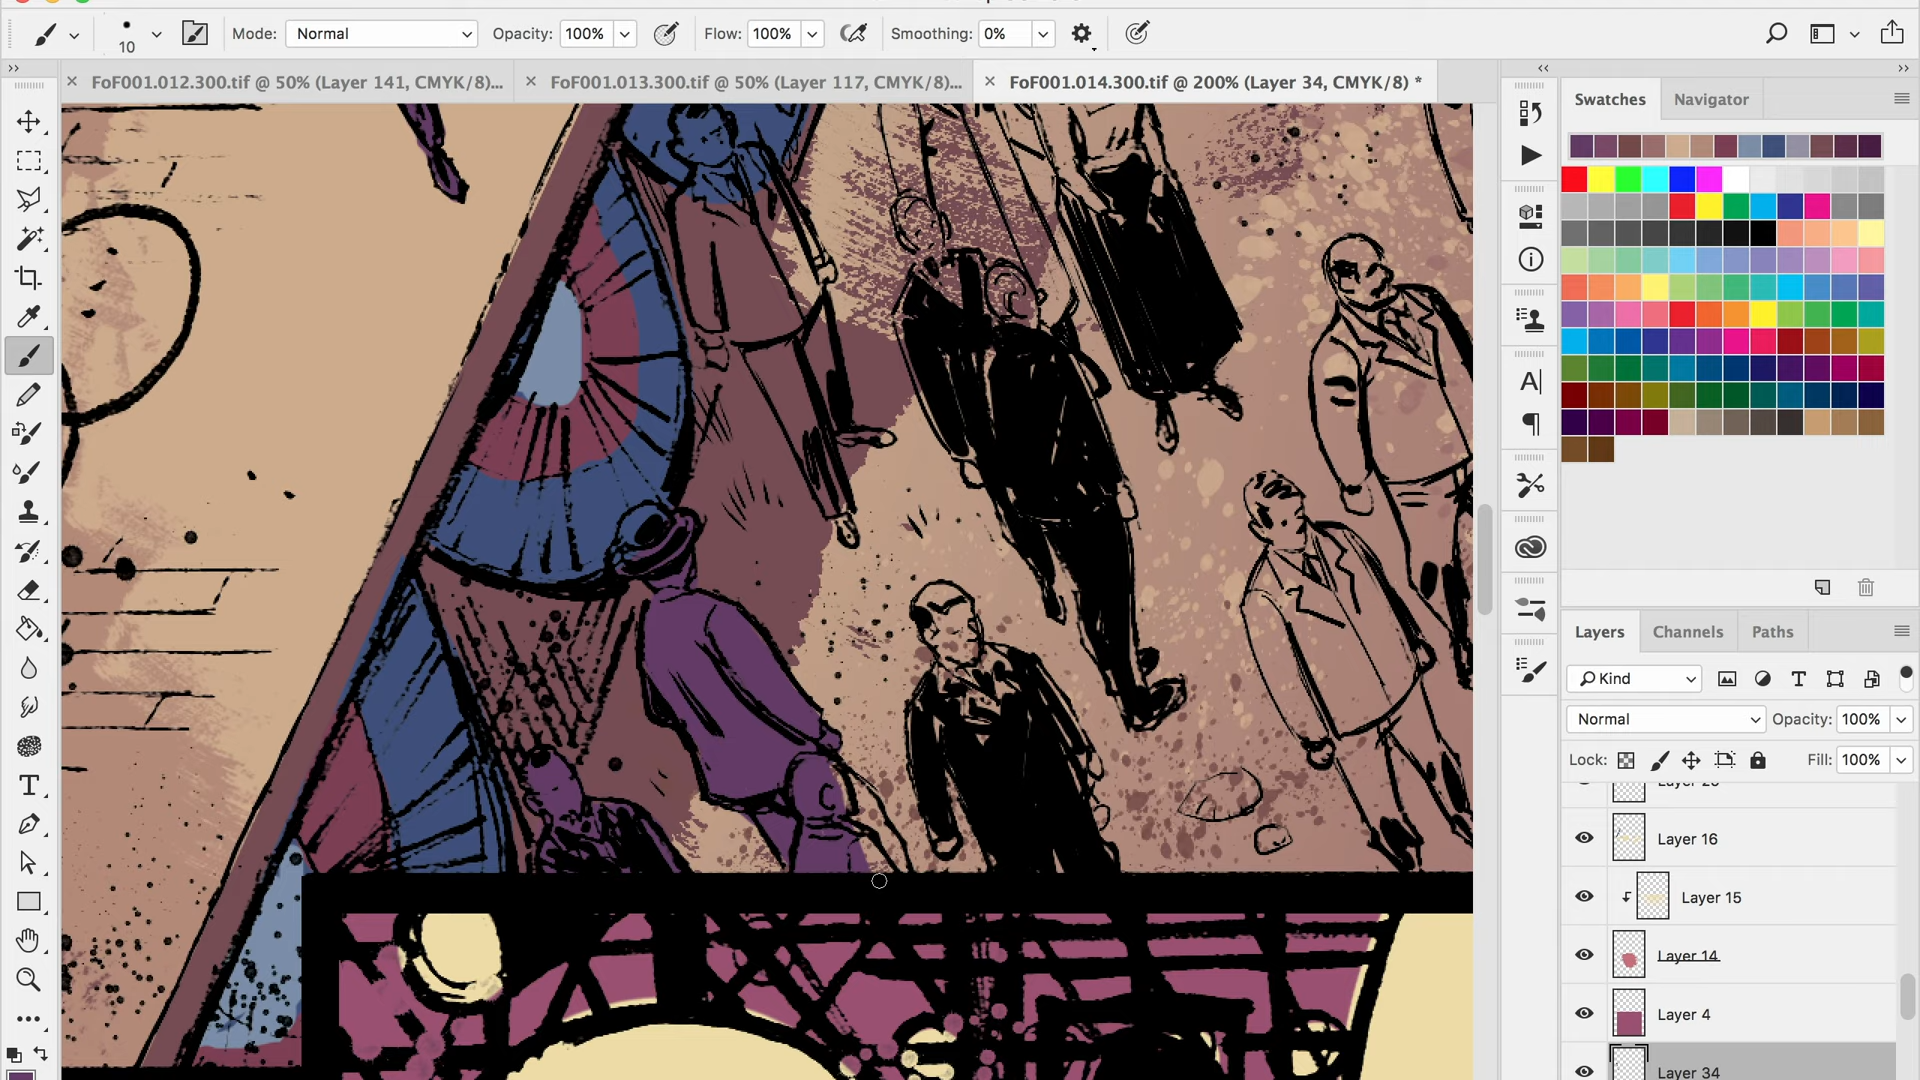 10
Mode: Normal
Opacity: 100%
Flow: 100%
Smoothing: 0%
FoF001.012.300.tif @ 50% (Layer 141, CMYK/8)...
FoF001.013.300.tif @ 50% (Layer 117, CMYK/8)...
FoF001.014.300.tif @ 200% (Layer 34, CMYK/8) *
Swatches
Navigator
Layers
Channels
Paths
Kind
Normal
Opacity: 100%
Lock:
Fill: 100%
Layer 16
Layer 15
Layer 14
Layer 4
Layer 34